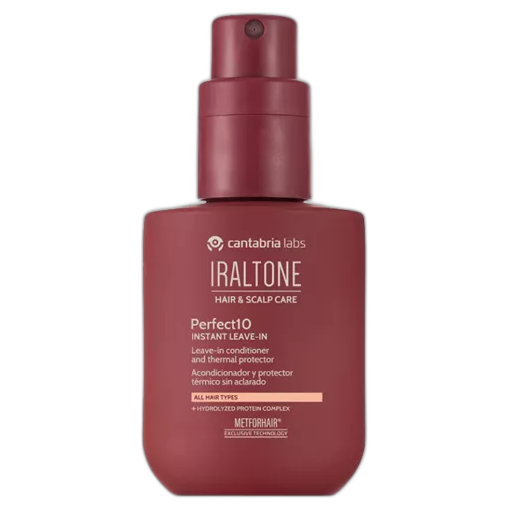 cantabria labs
IRALTONE
HAIR & SCALP CARE
Perfect10
INSTANT LEAVE-IN
Leave-in conditioner
and thermal protector
Acondicionador y protector
térmico sin aclarado
ALL HAIR TYPES
+ HYDROLYZED PROTEIN COMPLEX
METFORHAIR®
EXCLUSIVE TECHNOLOGY